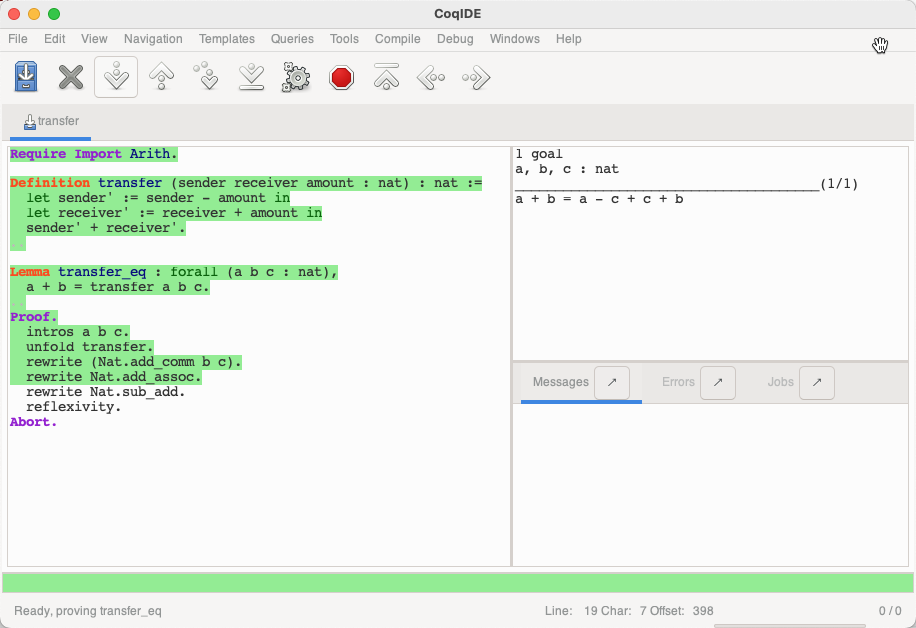 CoqIDE
File Edit View Navigation Templates Queries Tools Compile Debug Windows Help
transfer
Require Import Arith.
Definition transfer (sender receiver amount : nat) : nat :=
  let sender' := sender - amount in
  let receiver' := receiver + amount in
  sender' + receiver'.
Lemma transfer_eq : forall (a b c : nat),
  a + b = transfer a b c.
Proof.
  intros a b c.
  unfold transfer.
  rewrite (Nat.add_comm b c).
  rewrite Nat.add_assoc.
  rewrite Nat.sub_add.
  reflexivity.
Abort.
1 goal
a, b, c : nat
______________________________________(1/1)
a + b = a - c + c + b
Messages Errors Jobs
Ready, proving transfer_eq
Line: 19 Char: 7 Offset: 398
0 / 0